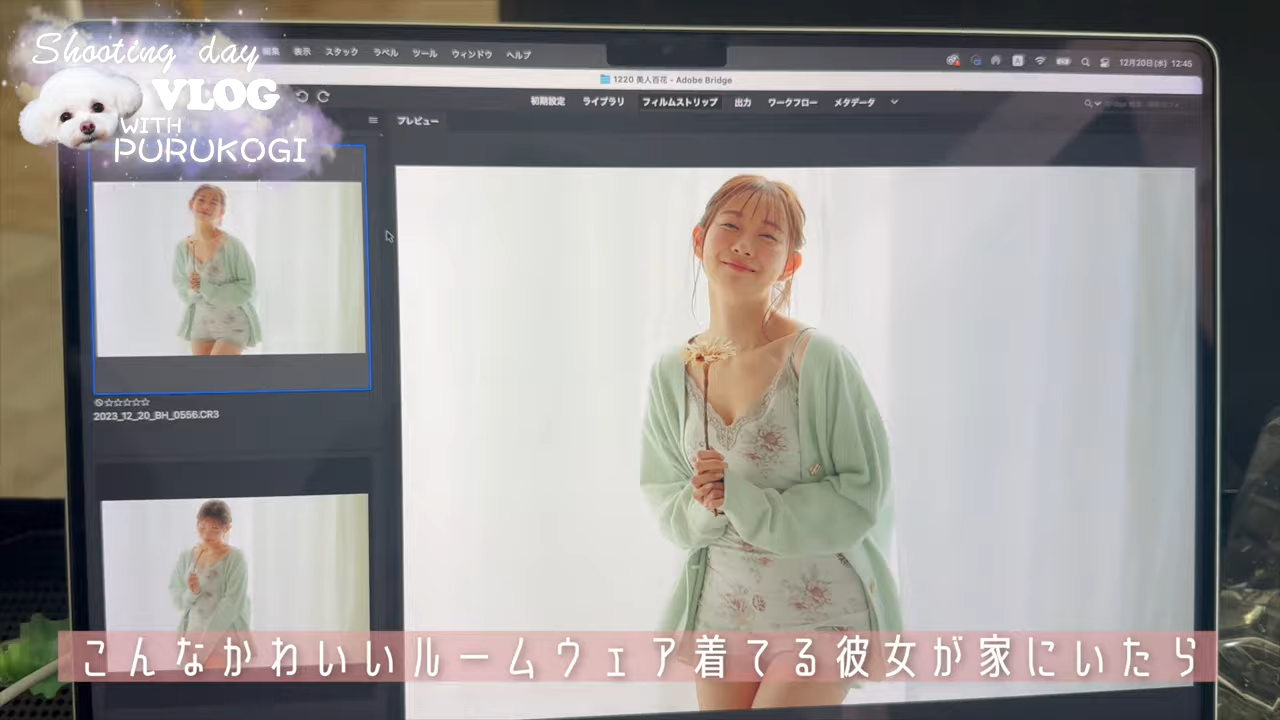 Shooting day
VLOG
WITH
PURUKOGI
編集 表示 スタック ラベル ツール ウィンドウ ヘルプ
12月20日(水) 12:45
1220 美人百花 - Adobe Bridge
初期設定 ライブラリ フィルムストリップ 出力 ワークフロー メタデータ
プレビュー
2023_12_20_BH_0556.CR3
こんなかわいいルームウェア着てる彼女が家にいたら